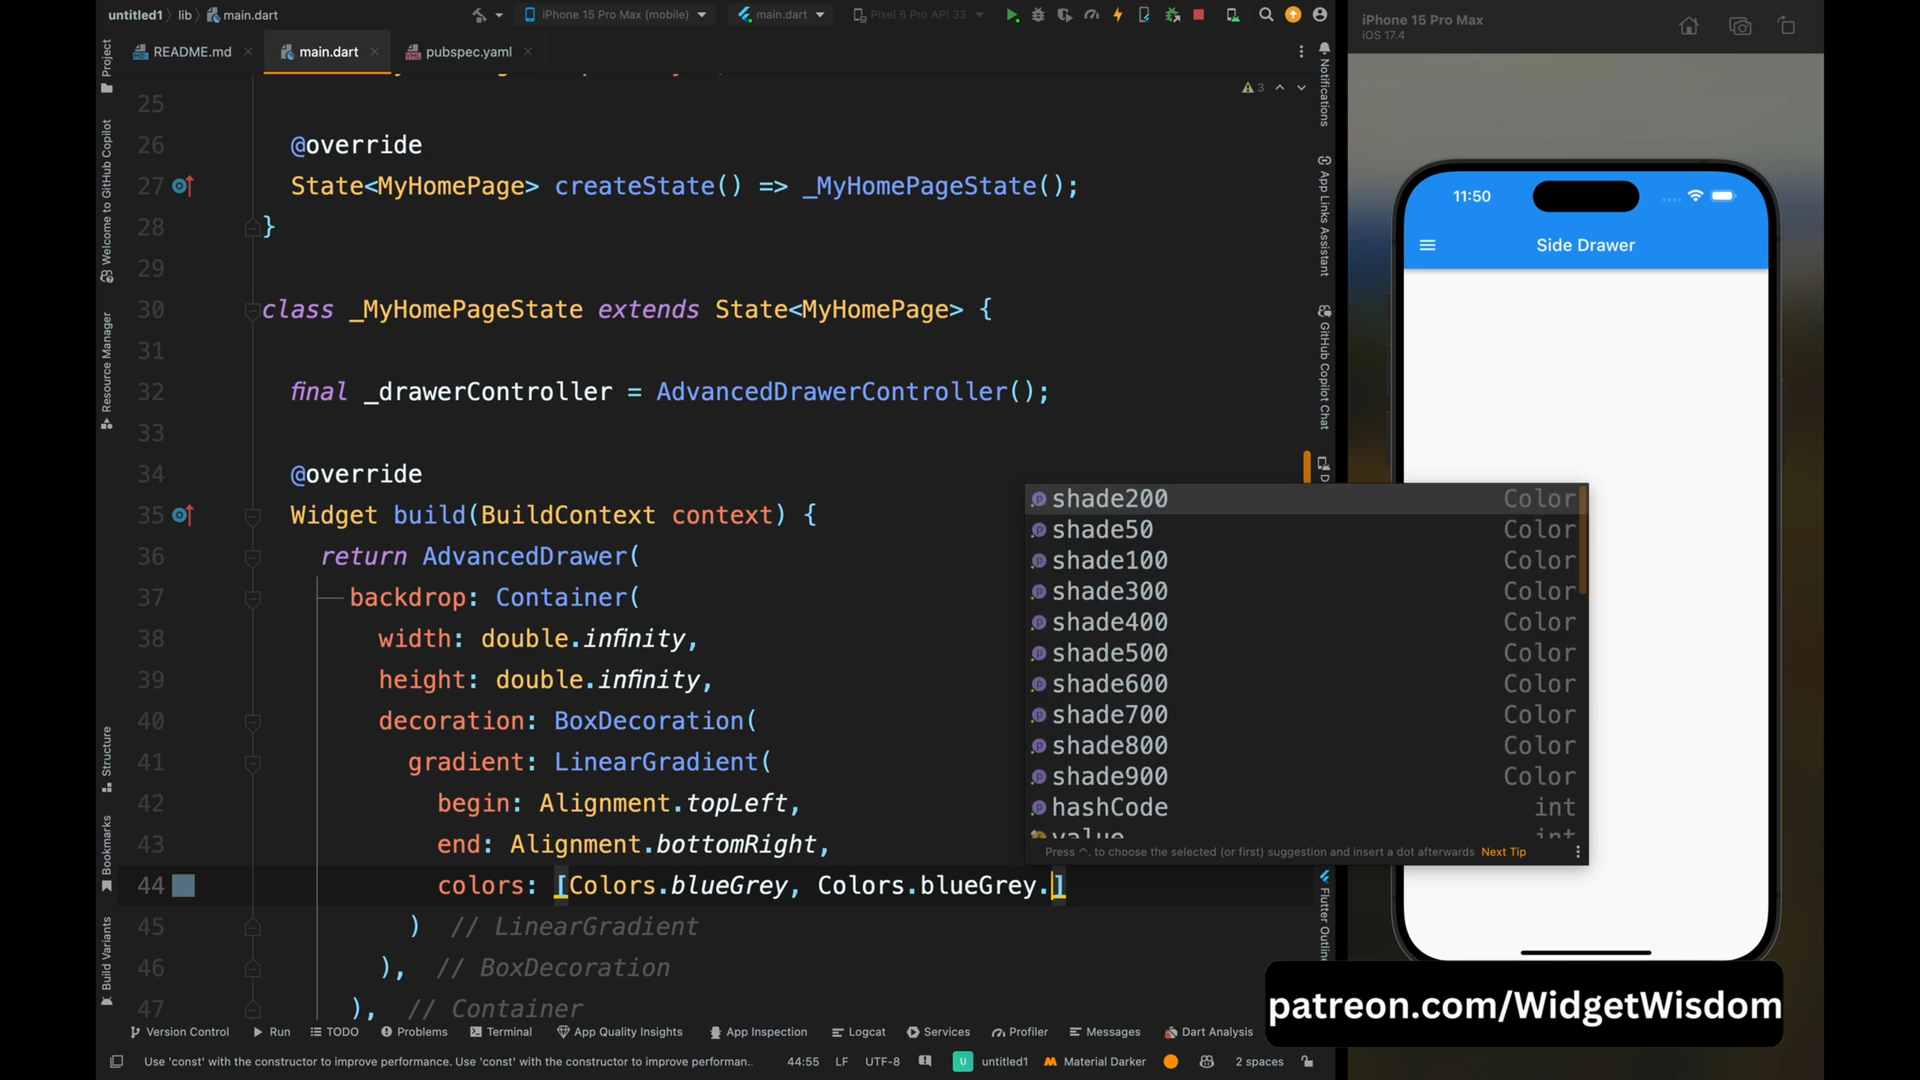 untitled1 〉 lib 〉 main.dart
iPhone 15 Pro Max (mobile)
main.dart
Pixel 6 Pro API 33
README.md
main.dart
pubspec.yaml
3
Project
Welcome to GitHub Copilot
Resource Manager
Structure
Bookmarks
Build Variants
25
26 @override
27 State<MyHomePage> createState() => _MyHomePageState();
28 }
29
30 class _MyHomePageState extends State<MyHomePage> {
31
32 final _drawerController = AdvancedDrawerController();
33
34 @override
35 Widget build(BuildContext context) {
36 return AdvancedDrawer(
37 backdrop: Container(
38 width: double.infinity,
39 height: double.infinity,
40 decoration: BoxDecoration(
41 gradient: LinearGradient(
42 begin: Alignment.topLeft,
43 end: Alignment.bottomRight,
44 colors: [Colors.blueGrey, Colors.blueGrey.]
45 ) // LinearGradient
46 ), // BoxDecoration
47 ), // Container
shade200 Color
shade50 Color
shade100 Color
shade300 Color
shade400 Color
shade500 Color
shade600 Color
shade700 Color
shade800 Color
shade900 Color
hashCode int
value int
Press ^. to choose the selected (or first) suggestion and insert a dot afterwards Next Tip
Notifications
App Links Assistant
GitHub Copilot Chat
D
Flutter Outline
iPhone 15 Pro Max
iOS 17.4
11:50
Side Drawer
patreon.com/WidgetWisdom
Version Control
Run
TODO
Problems
Terminal
App Quality Insights
App Inspection
Logcat
Services
Profiler
Messages
Dart Analysis
Use 'const' with the constructor to improve performance. Use 'const' with the constructor to improve performan..
44:55
LF
UTF-8
U
untitled1
Material Darker
2 spaces